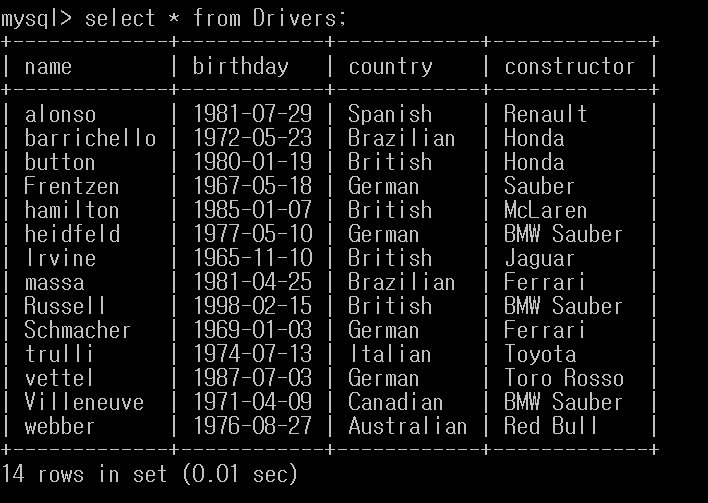 mysql> select * from Drivers;
+-------------+------------+------------+-------------+
| name        | birthday   | country    | constructor |
+-------------+------------+------------+-------------+
| alonso      | 1981-07-29 | Spanish    | Renault     |
| barrichello | 1972-05-23 | Brazilian  | Honda       |
| button      | 1980-01-19 | British    | Honda       |
| Frentzen    | 1967-05-18 | German     | Sauber      |
| hamilton    | 1985-01-07 | British    | McLaren     |
| heidfeld    | 1977-05-10 | German     | BMW Sauber  |
| Irvine      | 1965-11-10 | British    | Jaguar      |
| massa       | 1981-04-25 | Brazilian  | Ferrari     |
| Russell     | 1998-02-15 | British    | BMW Sauber  |
| Schmacher   | 1969-01-03 | German     | Ferrari     |
| trulli      | 1974-07-13 | Italian    | Toyota      |
| vettel      | 1987-07-03 | German     | Toro Rosso  |
| Villeneuve  | 1971-04-09 | Canadian   | BMW Sauber  |
| webber      | 1976-08-27 | Australian | Red Bull    |
+-------------+------------+------------+-------------+
14 rows in set (0.01 sec)